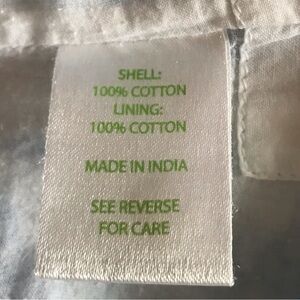 SHELL:
100% COTTON
LINING:
100% COTTON
MADE IN INDIA
SEE REVERSE
FOR CARE